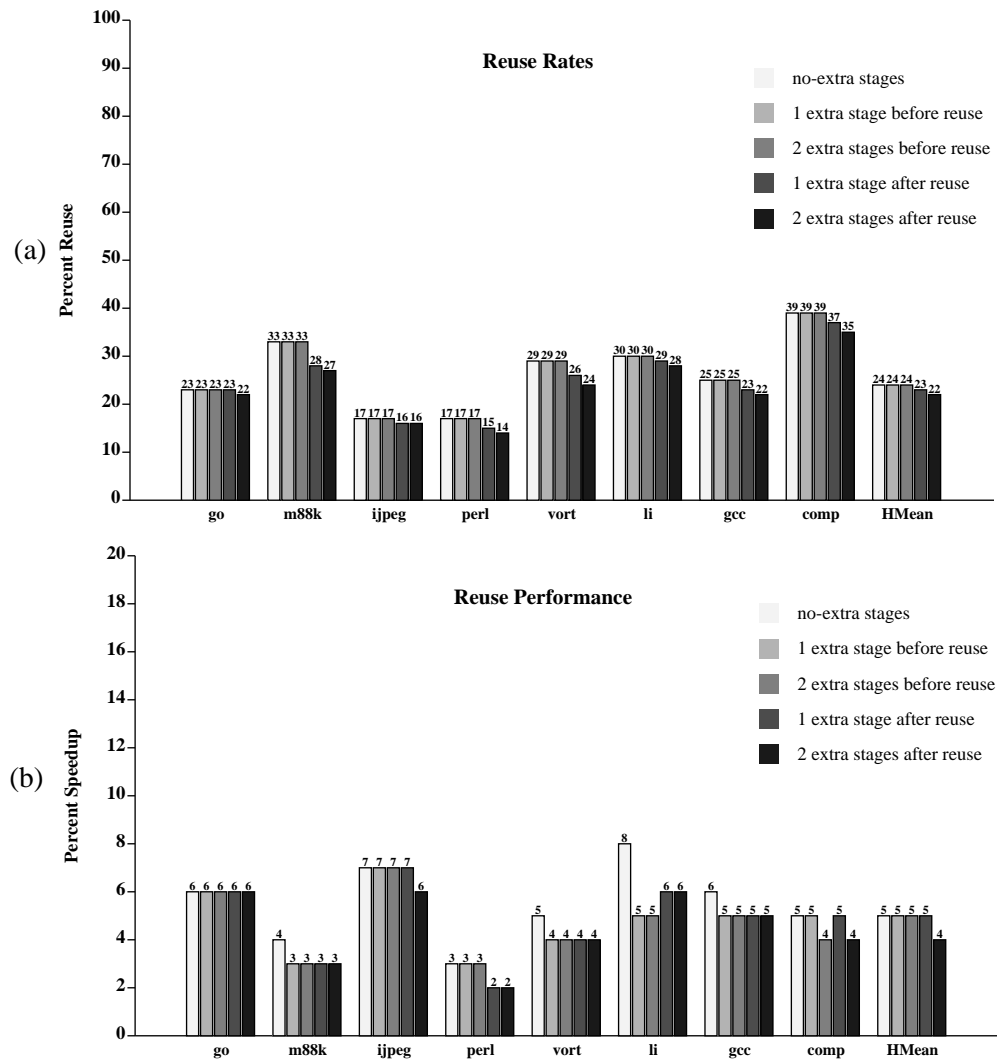 100
Reuse Rates
90
no-extra stages
80
1 extra stage before reuse
70
2 extra stages before reuse
1 extra stage after reuse
60
2 extra stages after reuse
(a)
Percent Reuse
50
40
30
20
10
0
23 23 23 23 22
33 33 33 28 27
17 17 17 16 16
17 17 17 15 14
29 29 29 26 24
30 30 30 29 28
25 25 25 23 22
39 39 39 37 35
24 24 24 23 22
go m88k ijpeg perl vort li gcc comp HMean
20
18
Reuse Performance
no-extra stages
16
1 extra stage before reuse
2 extra stages before reuse
14
1 extra stage after reuse
12
2 extra stages after reuse
(b)
Percent Speedup
10
8
6
4
2
0
6 6 6 6 6
4 3 3 3 3
7 7 7 7 6
3 3 3 2 2
5 4 4 4 4
8 5 5 6 6
6 5 5 5 5
5 5 4 5 4
5 5 5 5 4
go m88k ijpeg perl vort li gcc comp HMean